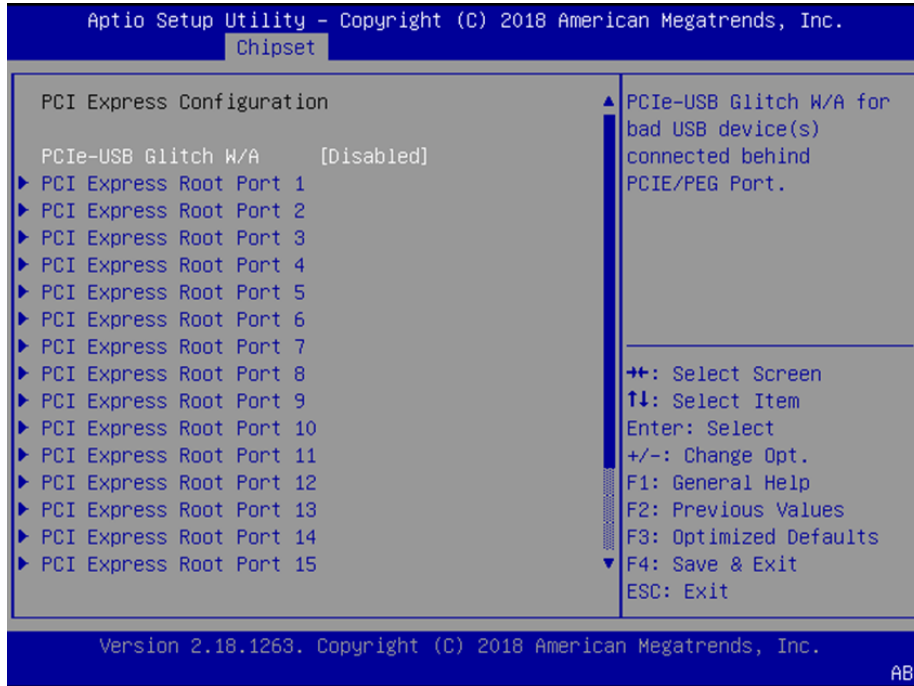 Aptio Setup Utility – Copyright (C) 2018 American Megatrends, Inc.
Chipset
PCI Express Configuration
PCIe-USB Glitch W/A [Disabled]
PCI Express Root Port 1
PCI Express Root Port 2
PCI Express Root Port 3
PCI Express Root Port 4
PCI Express Root Port 5
PCI Express Root Port 6
PCI Express Root Port 7
PCI Express Root Port 8
PCI Express Root Port 9
PCI Express Root Port 10
PCI Express Root Port 11
PCI Express Root Port 12
PCI Express Root Port 13
PCI Express Root Port 14
PCI Express Root Port 15
PCIe-USB Glitch W/A for
bad USB device(s)
connected behind
PCIE/PEG Port.
→←: Select Screen
↑↓: Select Item
Enter: Select
+/-: Change Opt.
F1: General Help
F2: Previous Values
F3: Optimized Defaults
F4: Save & Exit
ESC: Exit
Version 2.18.1263. Copyright (C) 2018 American Megatrends, Inc.
AB